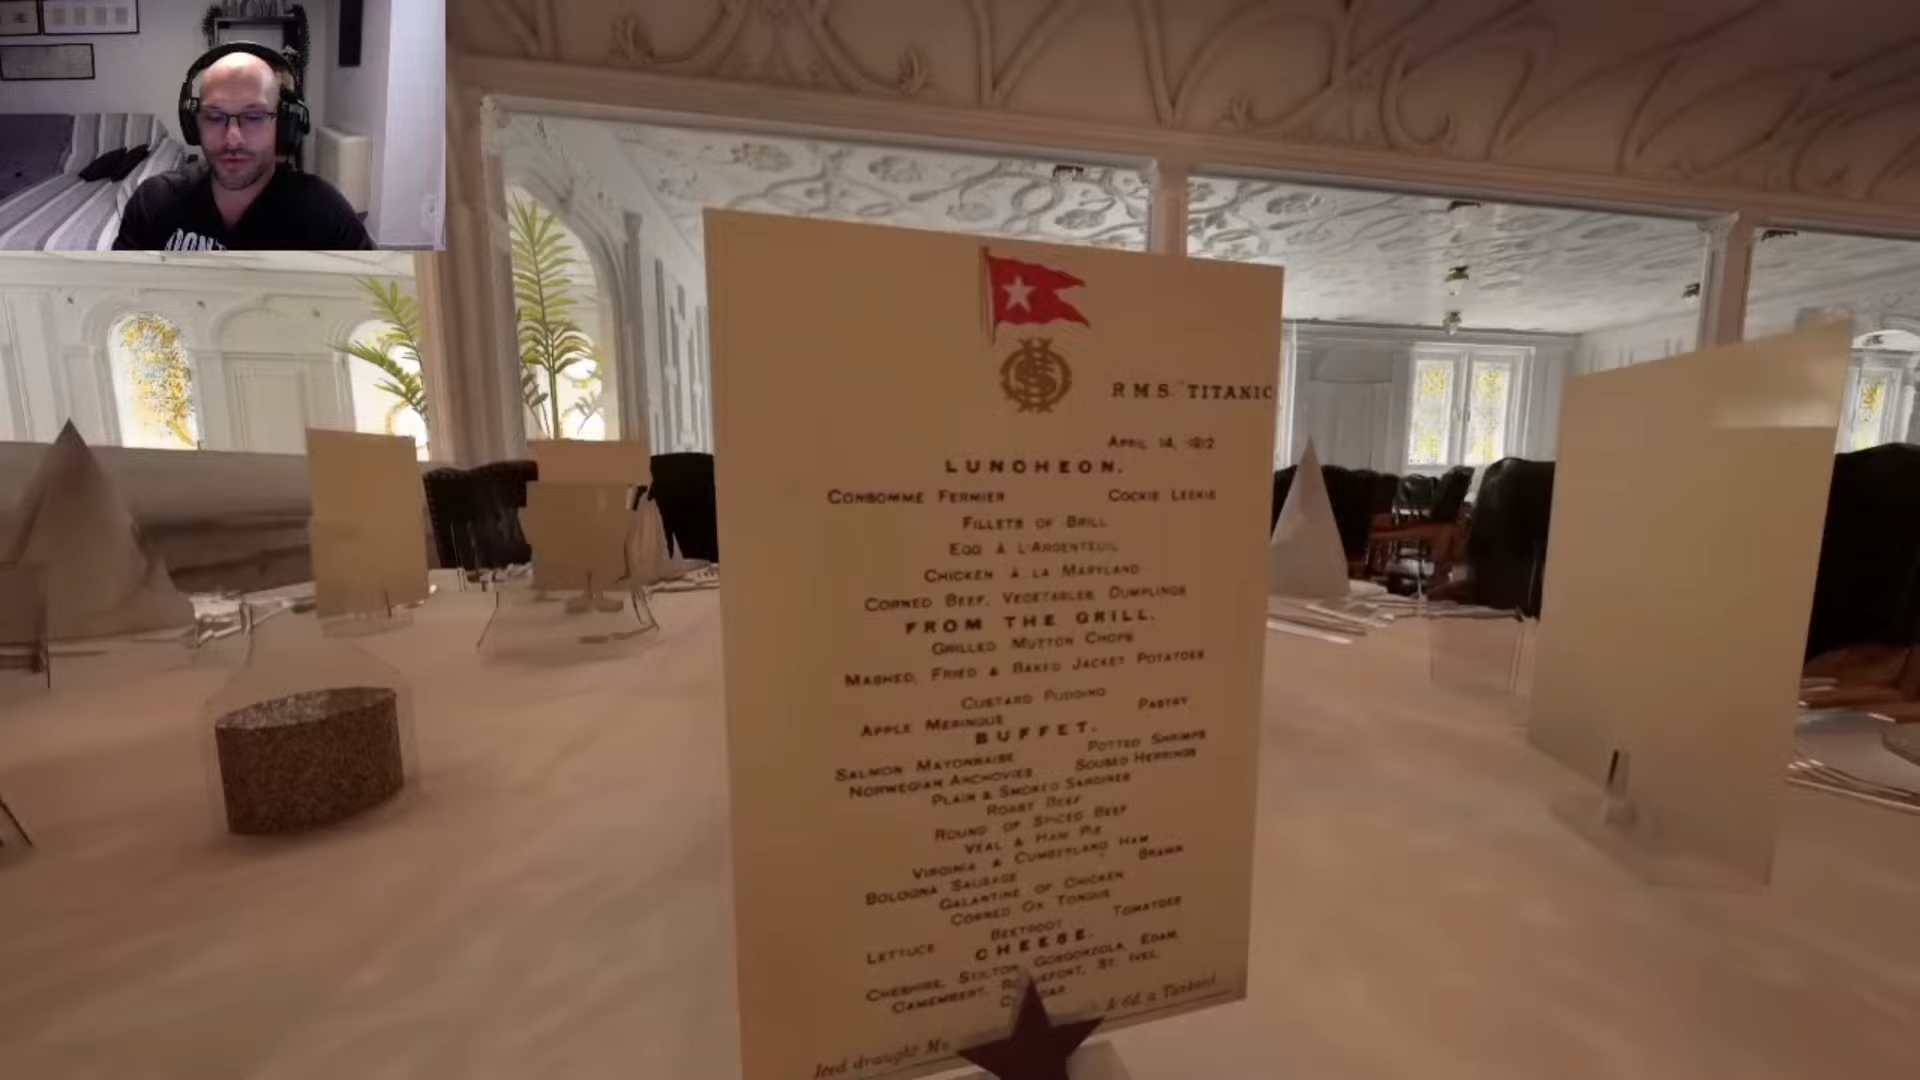 HOME
R.M.S. "TITANIC
APRIL 14, 1912
LUNCHEON.
CONSOMMÉ FERMIER COCKIE LEEKIE
FILLETS OF BRILL
EGG À L'ARGENTEUIL
CHICKEN À LA MARYLAND
CORNED BEEF, VEGETABLES, DUMPLINGS
FROM THE GRILL.
GRILLED MUTTON CHOPS
MASHED, FRIED & BAKED JACKET POTATOES
CUSTARD PUDDING
APPLE MERINGUE PASTRY
BUFFET.
SALMON MAYONNAISE POTTED SHRIMPS
NORWEGIAN ANCHOVIES SOUSED HERRINGS
PLAIN & SMOKED SARDINES
ROAST BEEF
ROUND OF SPICED BEEF
VEAL & HAM PIE
VIRGINIA & CUMBERLAND HAM
BOLOGNA SAUSAGE BRAWN
GALANTINE OF CHICKEN
CORNED OX TONGUE
LETTUCE BEETROOT TOMATOES
CHEESE.
CHESHIRE, STILTON, GORGONZOLA, EDAM,
CAMEMBERT, ROQUEFORT, ST. IVEL,
Iced draught & 6d. a Tankard